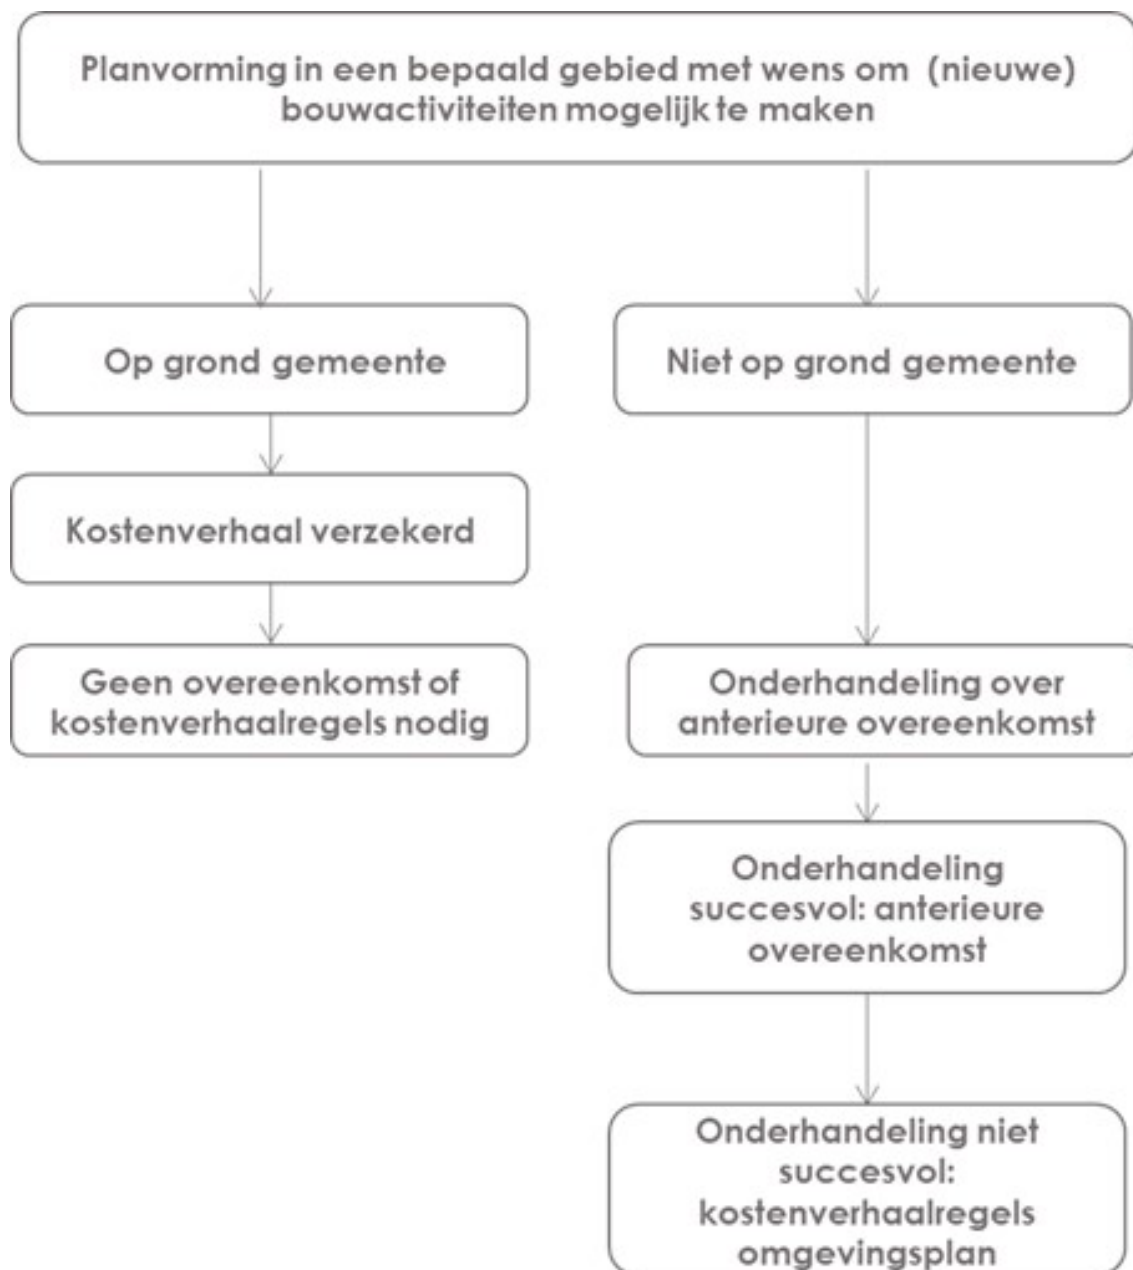 Planvorming in een bepaald gebied met wens om (nieuwe)
bouwactiviteiten mogelijk te maken
Op grond gemeente
Niet op grond gemeente
Kostenverhaal verzekerd
Geen overeenkomst of
kostenverhaalregels nodig
Onderhandeling over
anterieure overeenkomst
Onderhandeling
succesvol: anterieure
overeenkomst
Onderhandeling niet
succesvol:
kostenverhaalregels
omgevingsplan